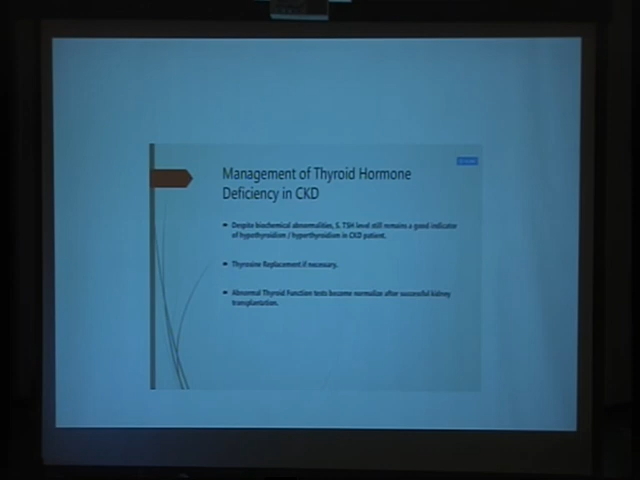 Management of Thyroid Hormone
Deficiency in CKD
Despite biochemical abnormalities, S. TSH level still remains a good indicator
of hypothyroidism / hyperthyroidism in CKD patient.
Thyroxine Replacement if necessary.
Abnormal Thyroid Function tests become normalize after successful kidney
transplantation.